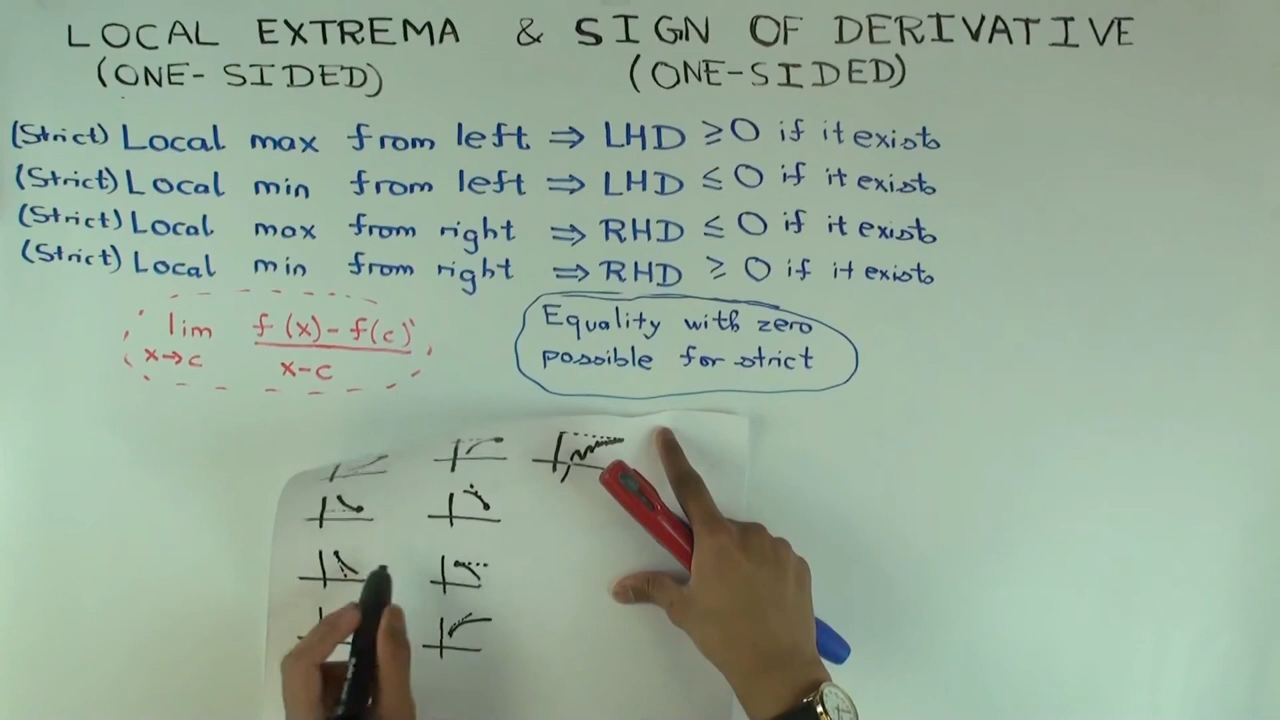 LOCAL EXTREMA & SIGN OF DERIVATIVE
(ONE-SIDED) (ONE-SIDED)
(Strict) Local max from left ⇒ LHD ≥0 if it exists
(Strict) Local min from left ⇒ LHD ≤ 0 if it exists
(Strict) Local max from right ⇒ RHD ≤ 0 if it exists
(Strict) Local min from right ⇒ RHD ≥ 0 if it exists
lim f(x)-f(c)
x→c x-c
Equality with zero
possible for strict